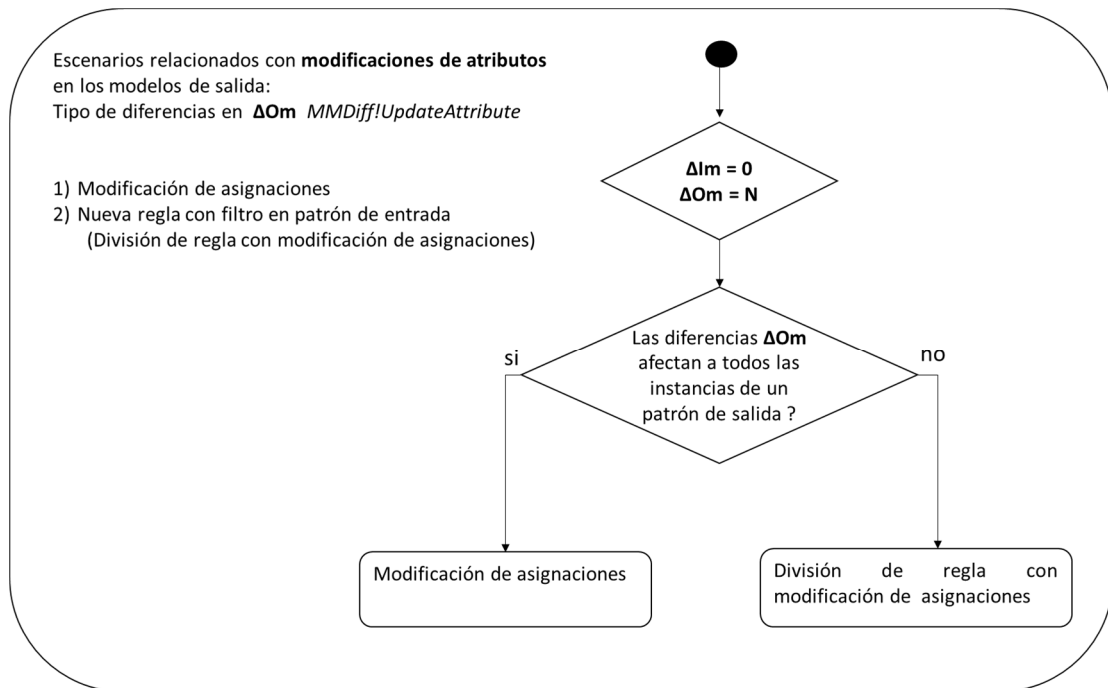 Escenarios relacionados con modificaciones de atributos
en los modelos de salida:
Tipo de diferencias en ΔOm MMDiff!UpdateAttribute
1) Modificación de asignaciones
2) Nueva regla con filtro en patrón de entrada
(División de regla con modificación de asignaciones)
ΔIm = 0
ΔOm = N
Las diferencias ΔOm
afectan a todos las
instancias de un
patrón de salida ?
si
no
Modificación de asignaciones
División de regla con
modificación de asignaciones